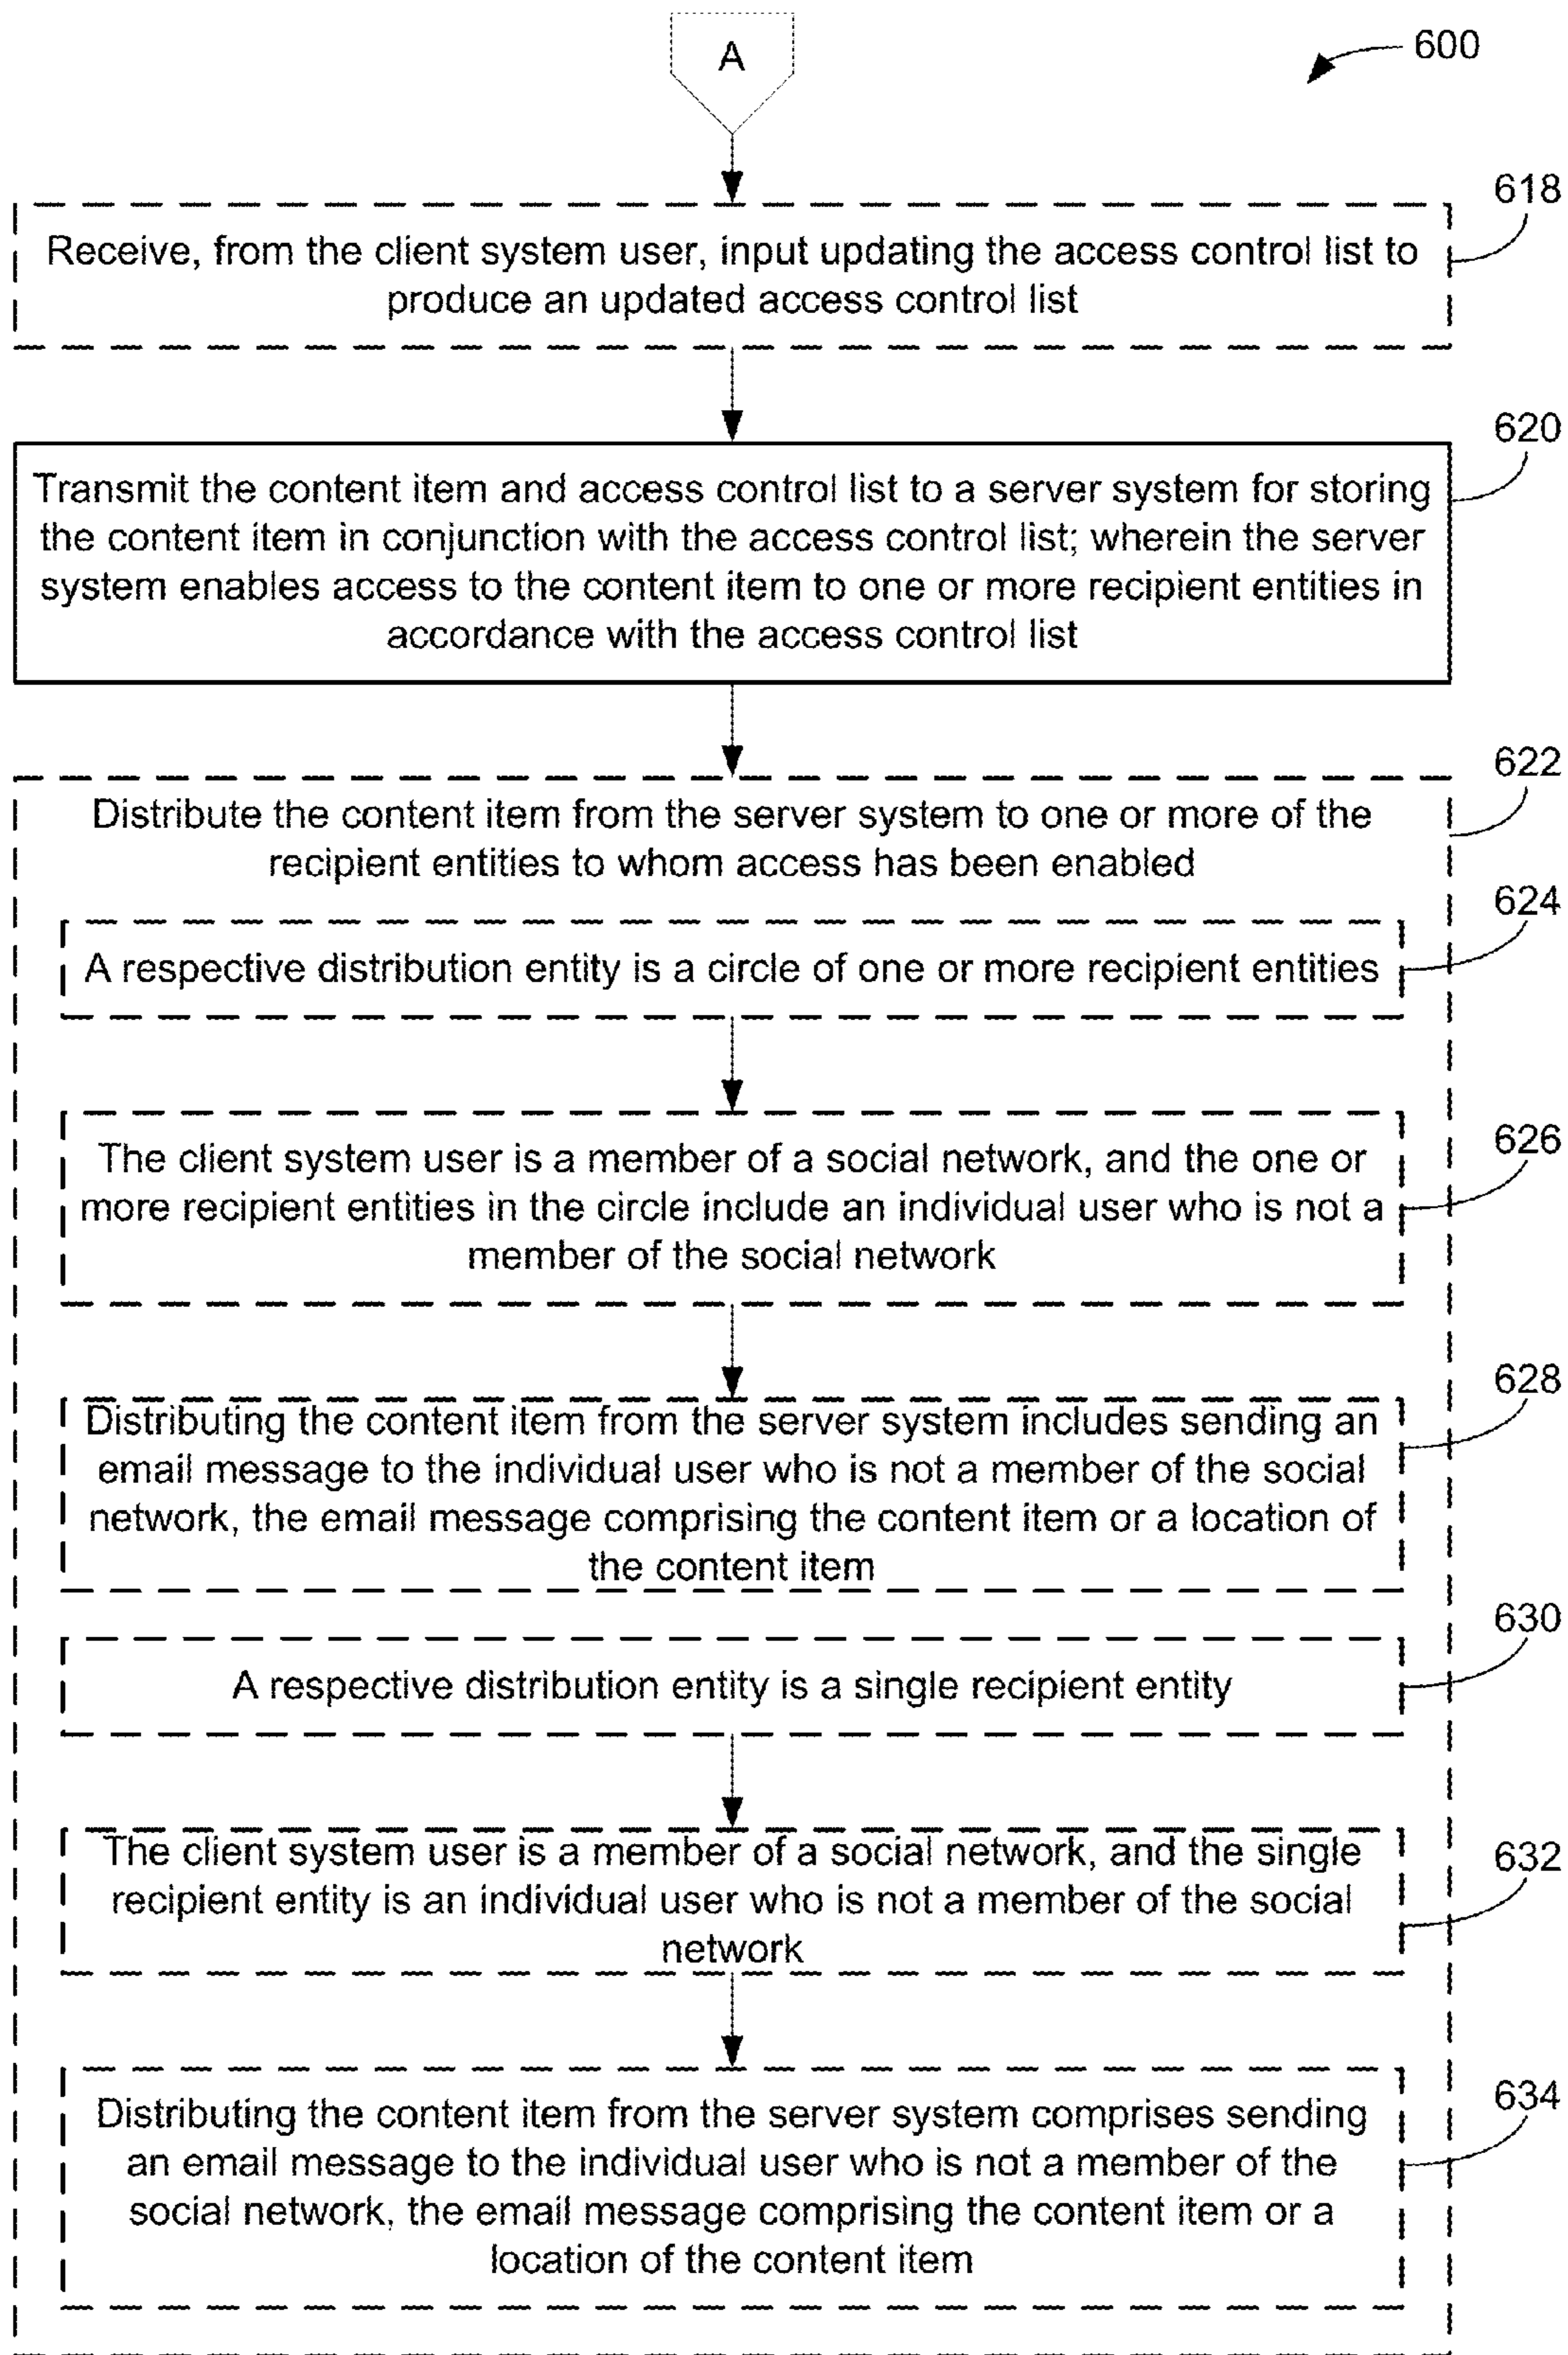 A
600
618
Receive, from the client system user, input updating the access control list to
produce an updated access control list
620
Transmit the content item and access control list to a server system for storing
the content item in conjunction with the access control list; wherein the server
system enables access to the content item to one or more recipient entities in
accordance with the access control list
622
Distribute the content item from the server system to one or more of the
recipient entities to whom access has been enabled
624
A respective distribution entity is a circle of one or more recipient entities
626
The client system user is a member of a social network, and the one or
more recipient entities in the circle include an individual user who is not a
member of the social network
628
Distributing the content item from the server system includes sending an
email message to the individual user who is not a member of the social
network, the email message comprising the content item or a location of
the content item
630
A respective distribution entity is a single recipient entity
632
The client system user is a member of a social network, and the single
recipient entity is an individual user who is not a member of the social
network
634
Distributing the content item from the server system comprises sending
an email message to the individual user who is not a member of the
social network, the email message comprising the content item or a
location of the content item